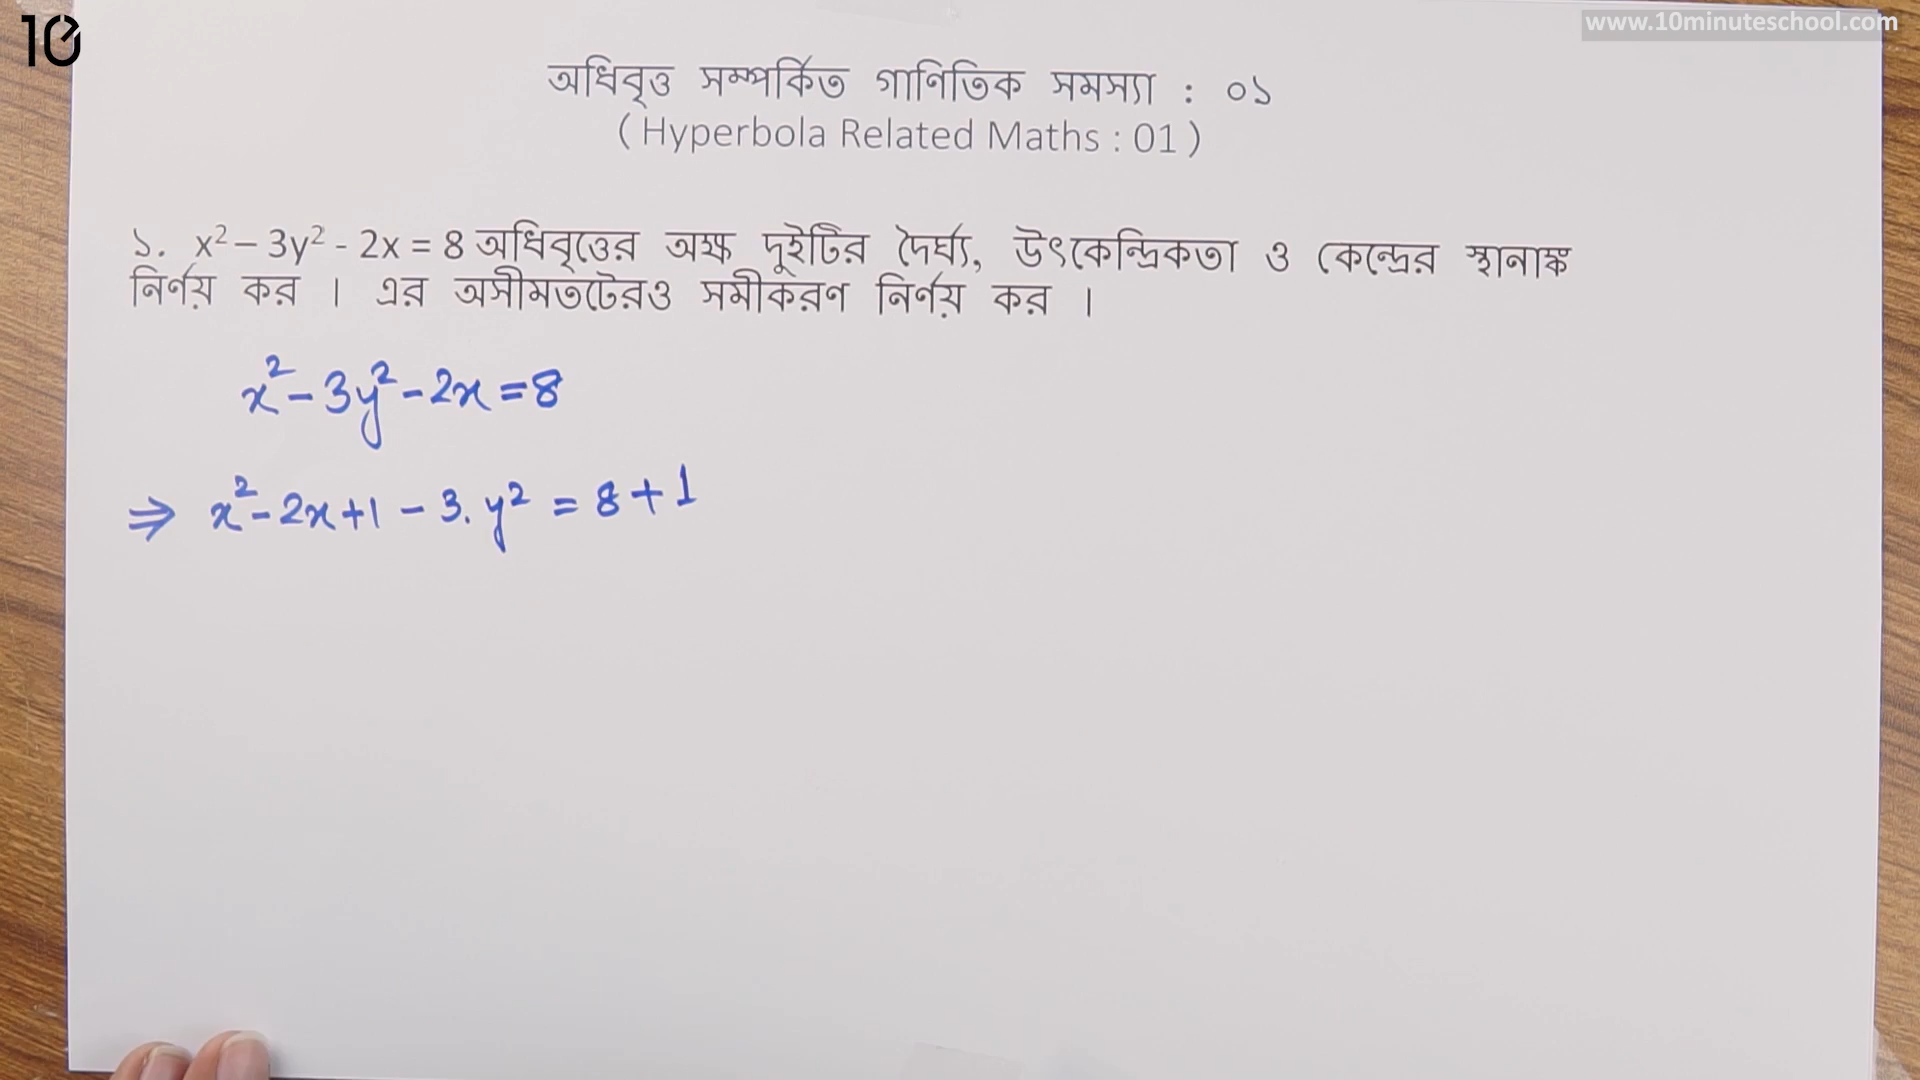 10
www.10minuteschool.com
অধিবৃত্ত সম্পর্কিত গাণিতিক সমস্যা : ০১
( Hyperbola Related Maths : 01 )
১. x² – 3y² - 2x = 8 অধিবৃত্তের অক্ষ দুইটির দৈর্ঘ্য, উৎকেন্দ্রিকতা ও কেন্দ্রের স্থানাঙ্ক
নির্ণয় কর । এর অসীমতটেরও সমীকরণ নির্ণয় কর ।
x² - 3y² - 2x = 8
⇒ x² - 2x + 1 - 3. y² = 8 + 1